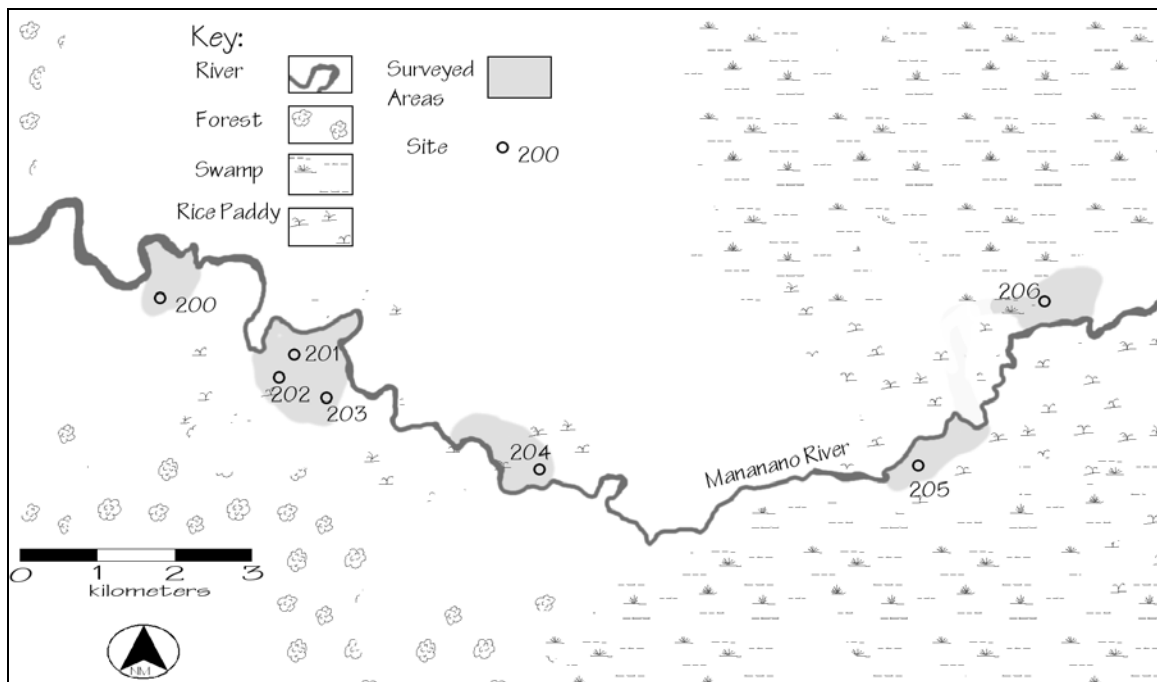 Key:
River
Forest
Swamp
Rice Paddy
Surveyed
Areas
Site
200
200
201
202
203
204
Mananano River
205
206
0 1 2 3
kilometers
NM